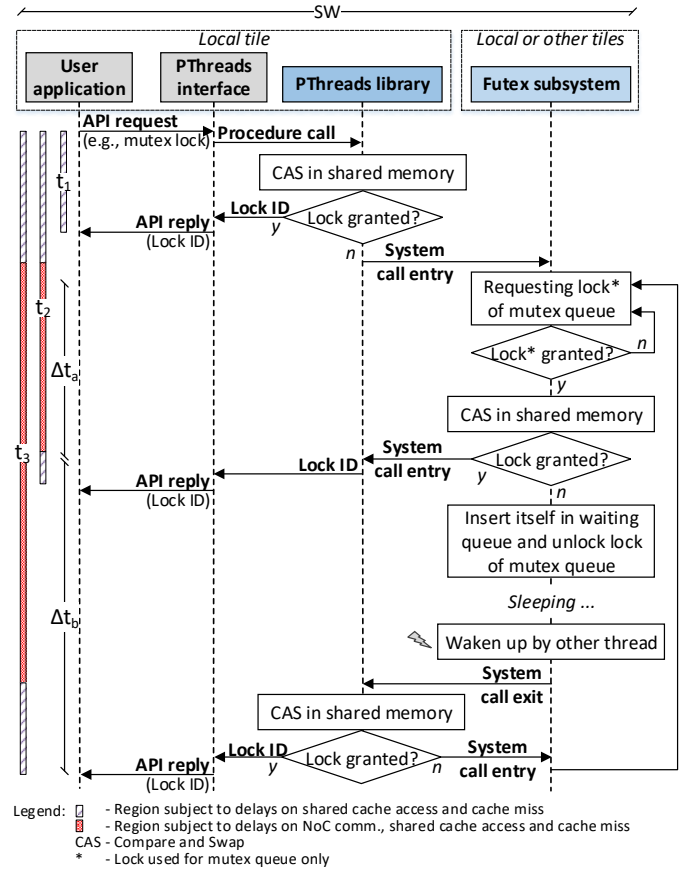 SW
Local tile
Local or other tiles
User
application
PThreads
interface
PThreads library
Futex subsystem
API request
(e.g., mutex lock)
Procedure call
CAS in shared memory
t1
Lock ID
Lock granted?
API reply
y
(Lock ID)
n
System
call entry
Requesting lock*
of mutex queue
t2
n
Lock* granted?
Δta
y
CAS in shared memory
t3
System
Lock ID
call entry
Lock granted?
y
API reply
(Lock ID)
n
Insert itself in waiting
queue and unlock lock
of mutex queue
Sleeping ...
Δtb
Waken up by other thread
System
call exit
CAS in shared memory
Lock ID
System
API reply
Lock granted?
y
n
call entry
(Lock ID)
Legend:
- Region subject to delays on shared cache access and cache miss
- Region subject to delays on NoC comm., shared cache access and cache miss
CAS - Compare and Swap
* - Lock used for mutex queue only